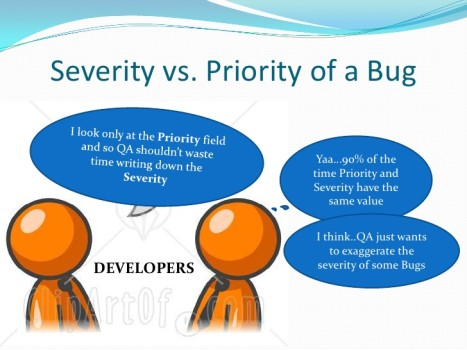 Severity vs. Priority of a Bug
I look only at the Priority field
and so QA shouldn't waste
time writing down the
Severity
Yaa...90% of the
time Priority and
Severity have the
same value
I think..QA just wants
to exaggerate the
severity of some Bugs
DEVELOPERS
ClipArtOf.com